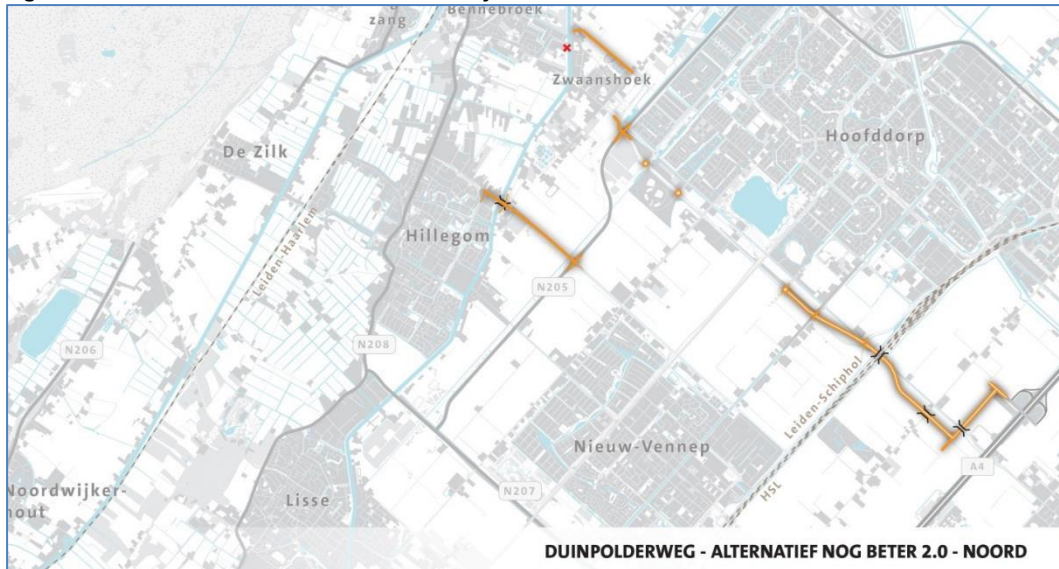 zang
Bennebroek
Zwaanshoek
Hoofddorp
De Zilk
Leiden-Haarlem
Hillegom
N205
N206
N208
Leiden-Schiphol
Nieuw-Vennep
A4
Noordwijker-
hout
Lisse
N207
HSL
DUINPOLDERWEG - ALTERNATIEF NOG BETER 2.0 - NOORD